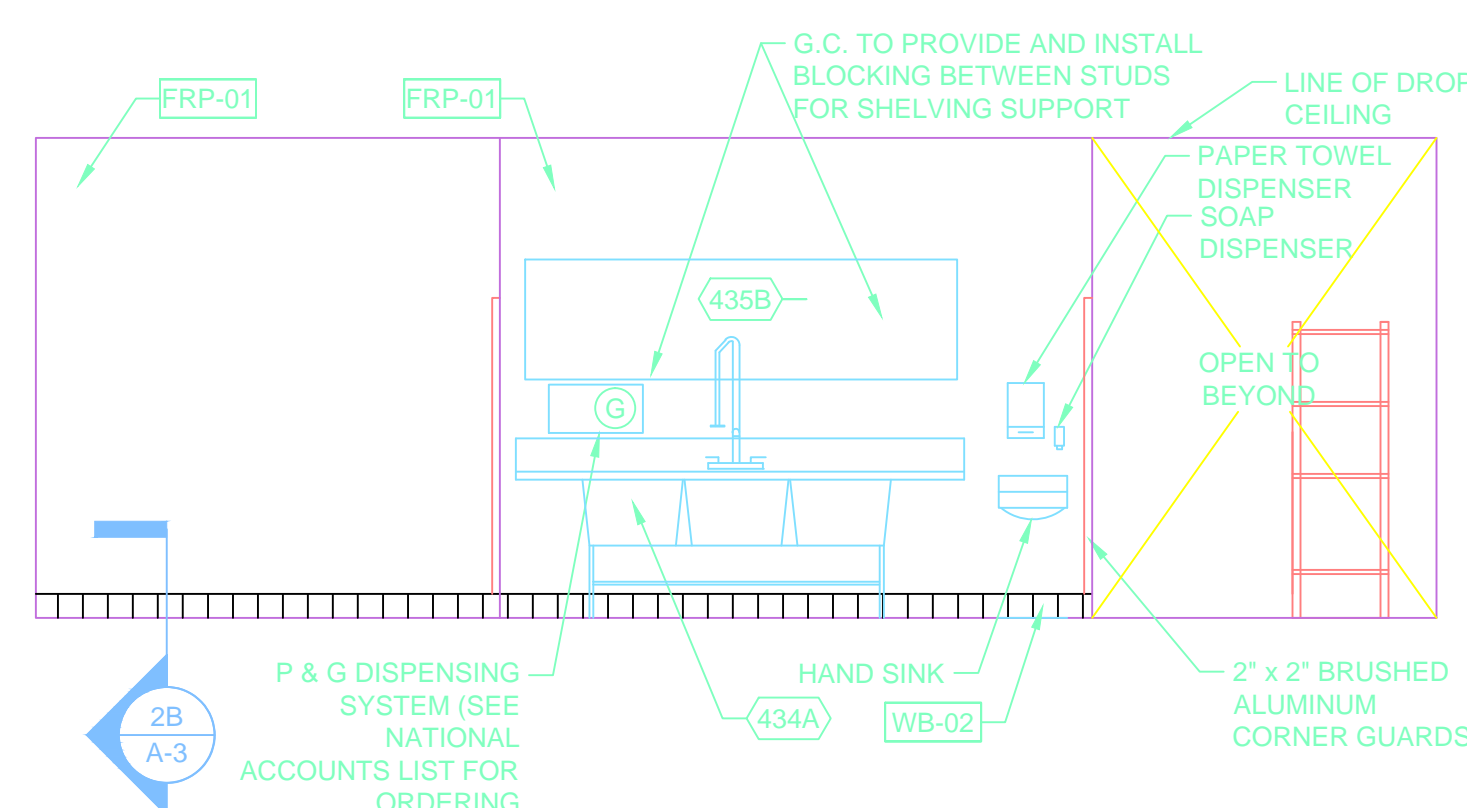 G.C. TO PROVIDE AND INSTALL
BLOCKING BETWEEN STUDS
FOR SHELVING SUPPORT
LINE OF DROP
CEILING
FRP-01
FRP-01
PAPER TOWEL
DISPENSER
SOAP
DISPENSER
435B
OPEN TO
BEYOND
G
P & G DISPENSING
SYSTEM (SEE
NATIONAL
ACCOUNTS LIST FOR
ORDERING
HAND SINK
434A
WB-02
2" x 2" BRUSHED
ALUMINUM
CORNER GUARDS
2B
A-3